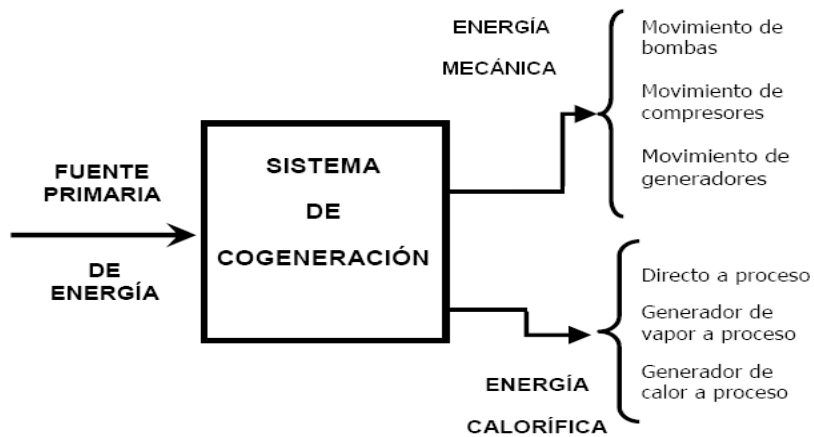 FUENTE
PRIMARIA
DE
ENERGÍA
SISTEMA
DE
COGENERACIÓN
ENERGÍA
MECÁNICA
Movimiento de
bombas
Movimiento de
compresores
Movimiento de
generadores
ENERGÍA
CALORÍFICA
Directo a proceso
Generador de
vapor a proceso
Generador de
calor a proceso